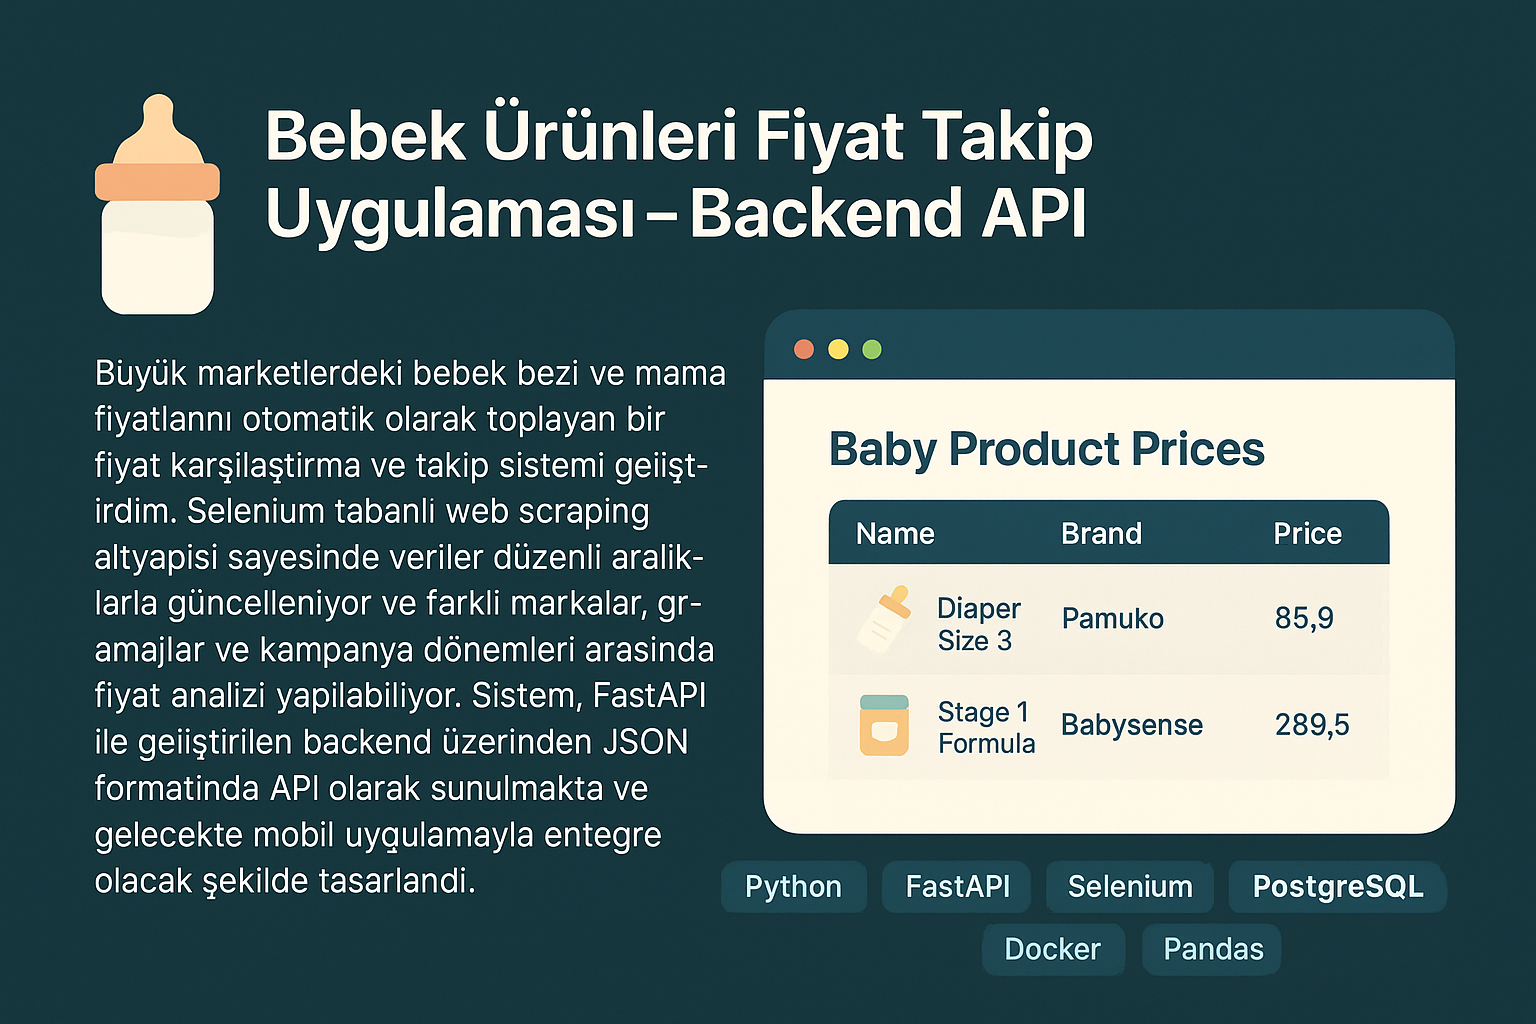 Bebek Ürünleri Fiyat Takip
Uygulaması – Backend API
Büyük marketlerdeki bebek bezi ve mama
fiyatlannı otomatik olarak toplayan bir
fiyat karşilaştirma ve takip sistemi geiişt-
irdim. Selenium tabanli web scraping
altyapisi sayesinde veriler düzenli aralik-
larla güncelleniyor ve farkli markalar, gr-
amajlar ve kampanya dönemleri arasinda
fiyat analizi yapilabiliyor. Sistem, FastAPI
ile geiiştirilen backend üzerinden JSON
formatinda API olarak sunulmakta ve
gelecekte mobil uygulamayla entegre
olacak şekilde tasarlandi.
Baby Product Prices
Name Brand Price
Diaper
Size 3
Pamuko
85,9
Stage 1
Formula
Babysense
289,5
Python FastAPI Selenium PostgreSQL
Docker Pandas